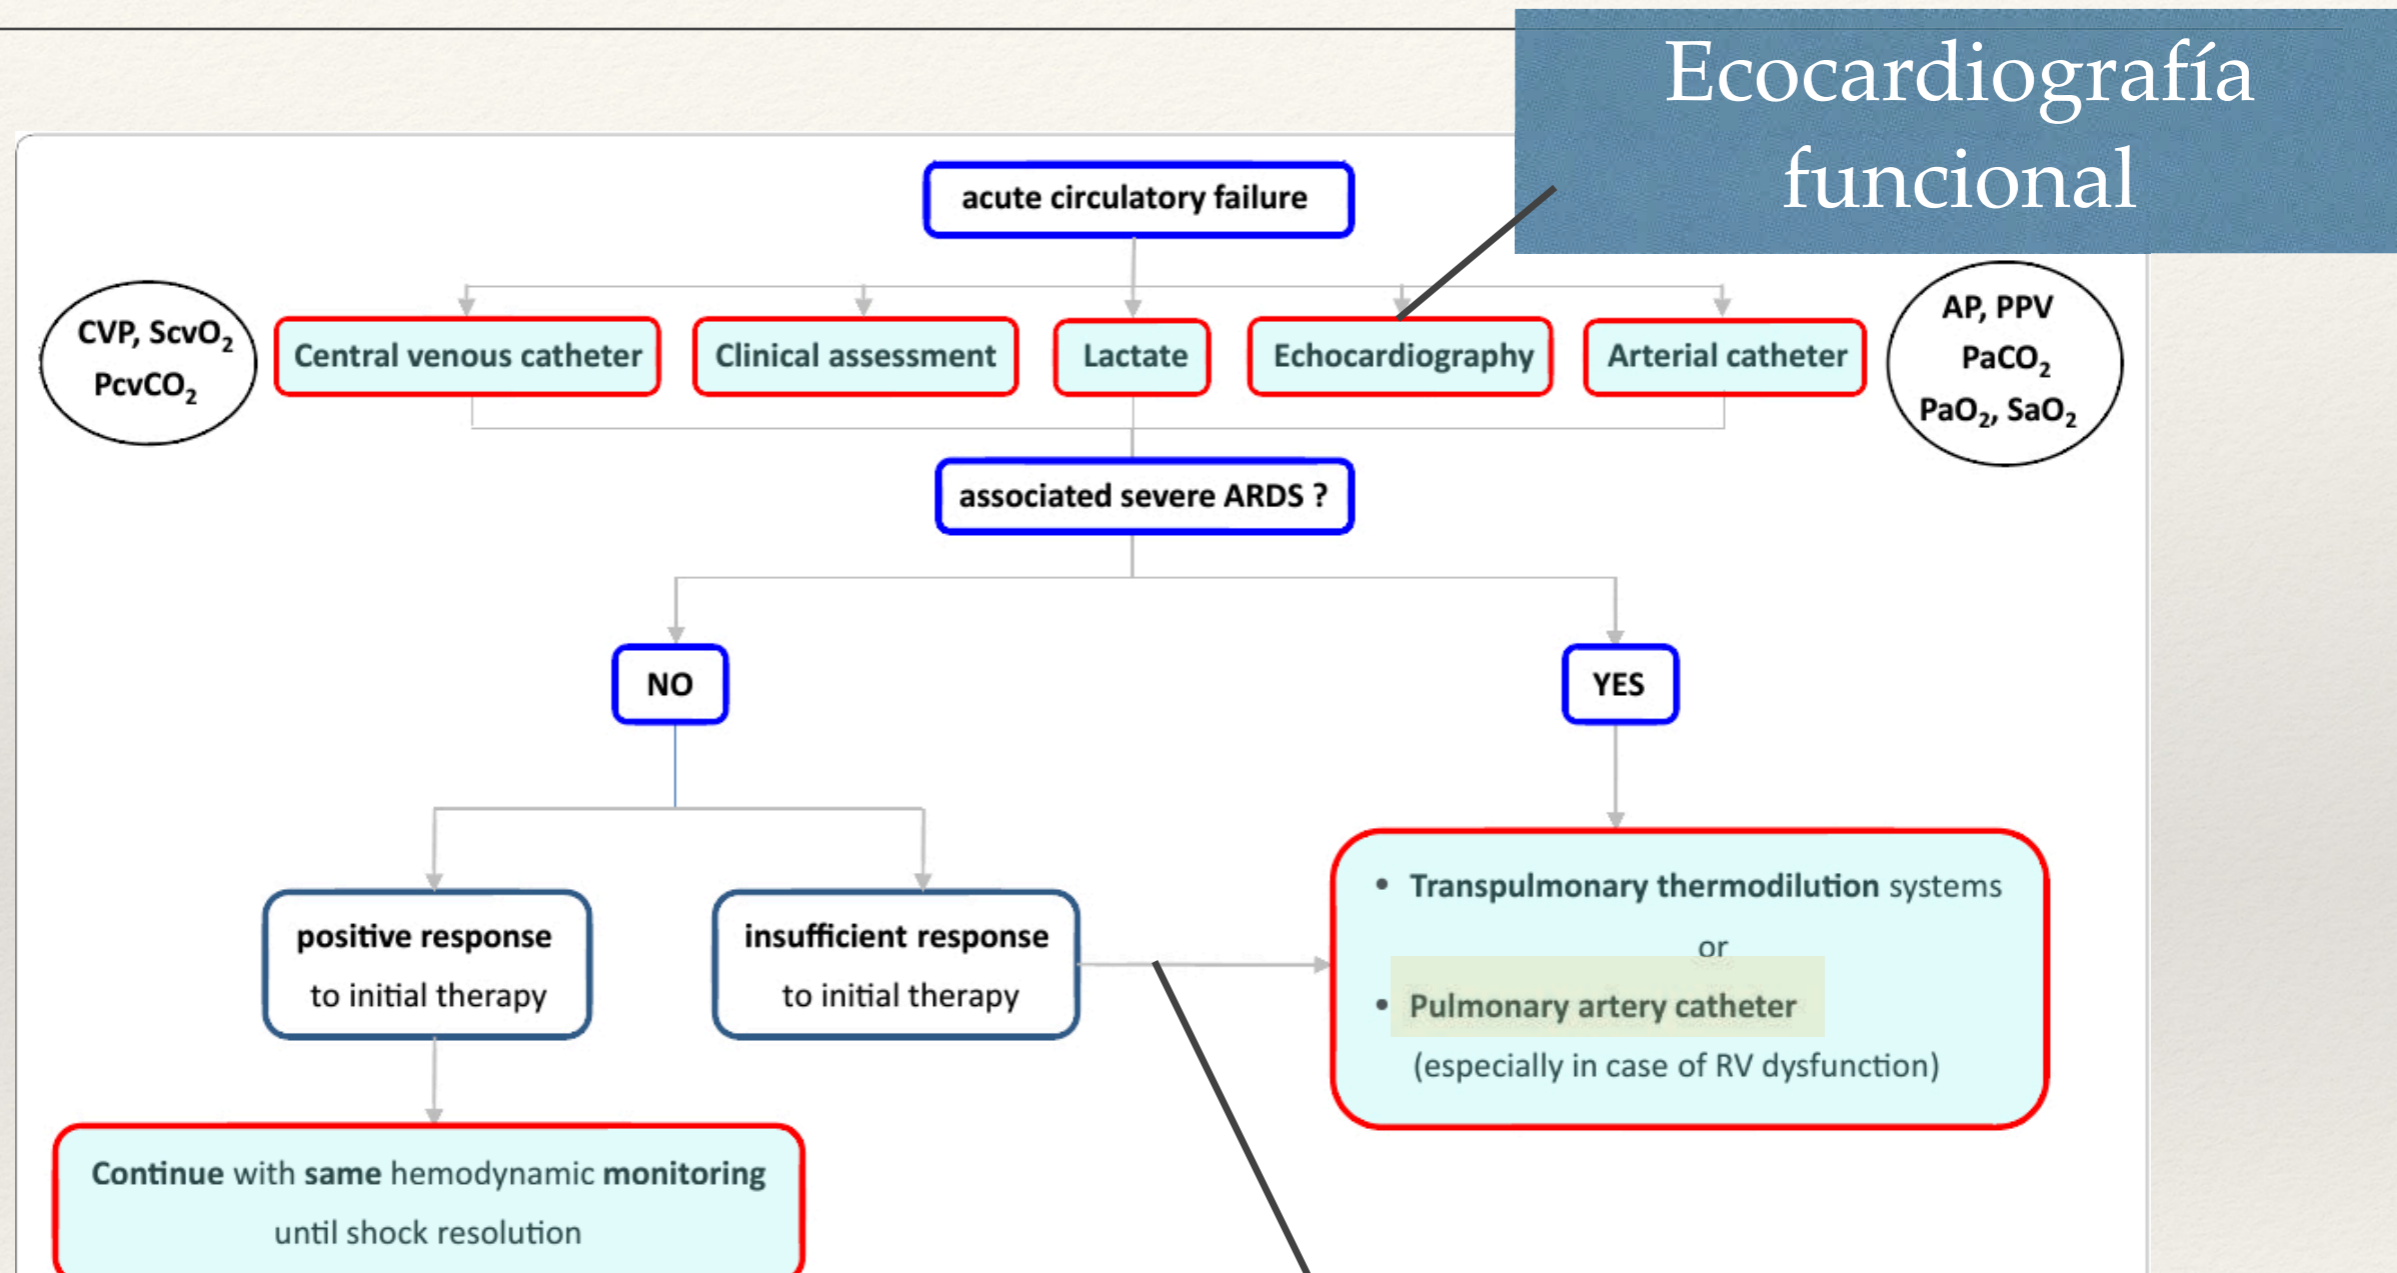 Ecocardiografía
funcional
acute circulatory failure
CVP, ScvO₂
PcvCO₂
Central venous catheter
Clinical assessment
Lactate
Echocardiography
Arterial catheter
AP, PPV
PaCO₂
PaO₂, SaO₂
associated severe ARDS ?
NO
YES
positive response
to initial therapy
insufficient response
to initial therapy
• Transpulmonary thermodilution systems
or
• Pulmonary artery catheter
(especially in case of RV dysfunction)
Continue with same hemodynamic monitoring
until shock resolution